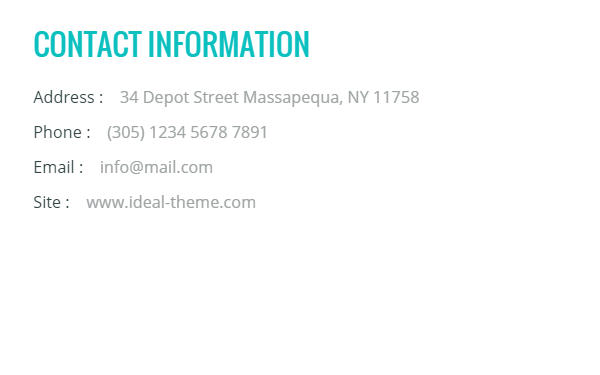 CONTACT INFORMATION
Address : 34 Depot Street Massapequa, NY 11758
Phone : (305) 1234 5678 7891
Email : info@mail.com
Site : www.ideal-theme.com